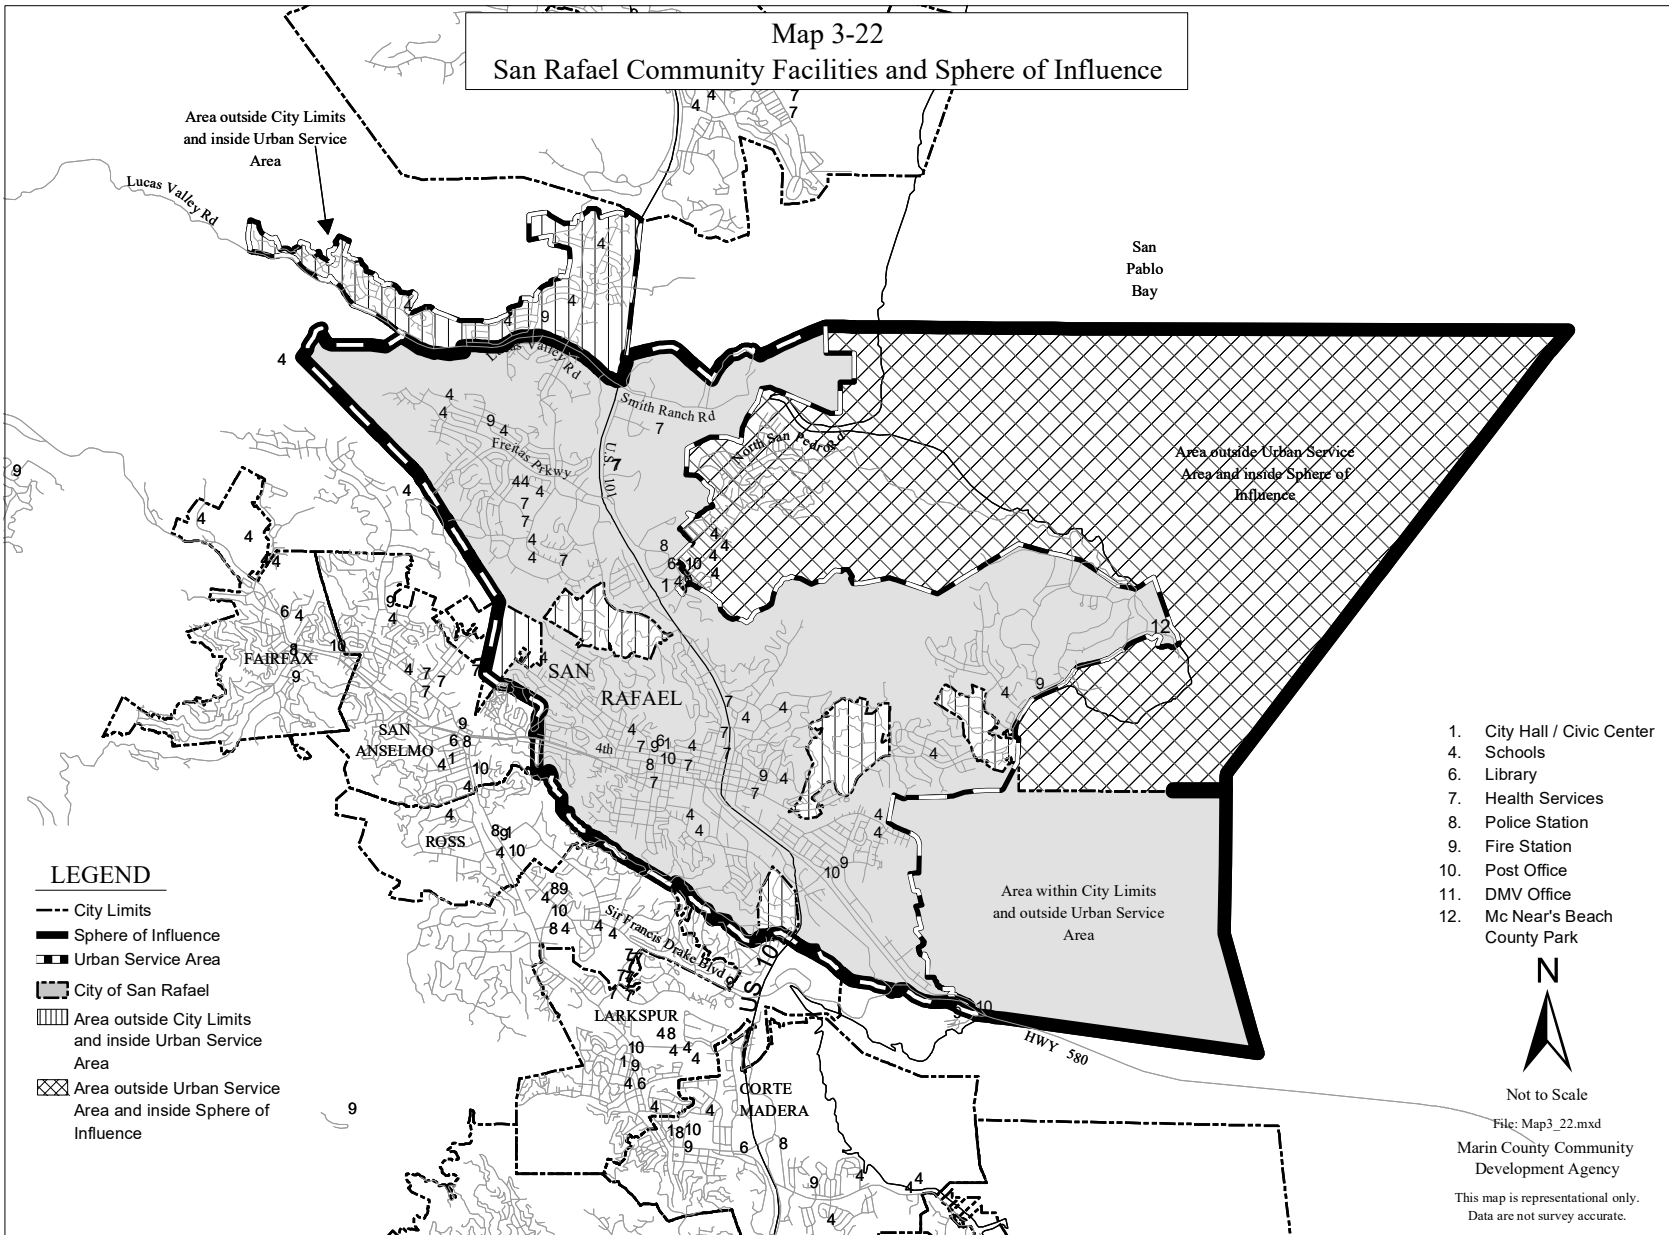 Map 3-22
San Rafael Community Facilities and Sphere of Influence
Area outside City Limits
and inside Urban Service
Area
Lucas Valley Rd
San
Pablo
Bay
Lucas Valley Rd
Smith Ranch Rd
North San Pedro Rd
Freitas Prkwy
U.S. 101
Area outside Urban Service
Area and inside Sphere of
Influence
FAIRFAX
SAN
ANSELMO
ROSS
SAN
RAFAEL
4th
Area within City Limits
and outside Urban Service
Area
Sir Francis Drake Blvd
LARKSPUR
HWY 580
CORTE
MADERA
1. City Hall / Civic Center
4. Schools
6. Library
7. Health Services
8. Police Station
9. Fire Station
10. Post Office
11. DMV Office
12. Mc Near's Beach
County Park
N
Not to Scale
File: Map3_22.mxd
Marin County Community
Development Agency
This map is representational only.
Data are not survey accurate.
LEGEND
City Limits
Sphere of Influence
Urban Service Area
City of San Rafael
Area outside City Limits
and inside Urban Service
Area
Area outside Urban Service
Area and inside Sphere of
Influence